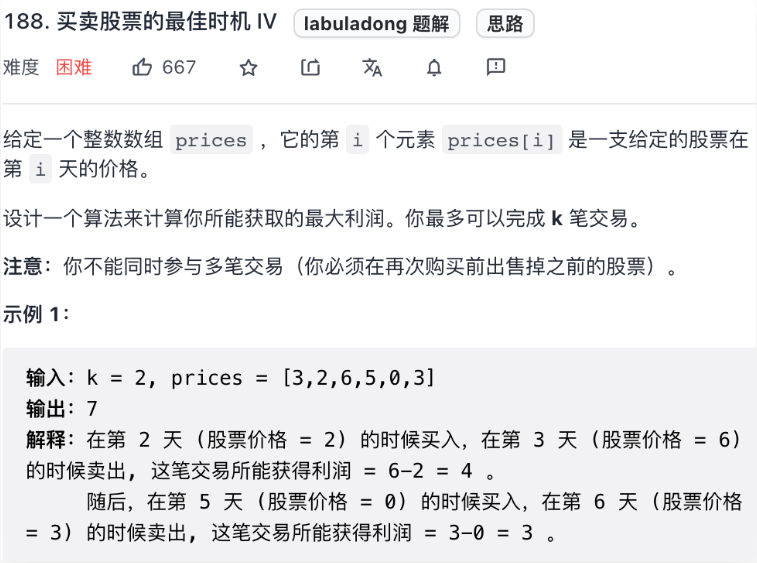 188. 买卖股票的最佳时机 IV labuladong 题解 思路
难度 困难 667
给定一个整数数组 prices ，它的第 i 个元素 prices[i] 是一支给定的股票在
第 i 天的价格。
设计一个算法来计算你所能获取的最大利润。你最多可以完成 k 笔交易。
注意：你不能同时参与多笔交易（你必须在再次购买前出售掉之前的股票）。
示例 1：
输入：k = 2, prices = [3,2,6,5,0,3]
输出：7
解释：在第 2 天 (股票价格 = 2) 的时候买入，在第 3 天 (股票价格 = 6)
的时候卖出, 这笔交易所能获得利润 = 6-2 = 4 。
随后，在第 5 天 (股票价格 = 0) 的时候买入，在第 6 天 (股票价格
= 3) 的时候卖出, 这笔交易所能获得利润 = 3-0 = 3 。